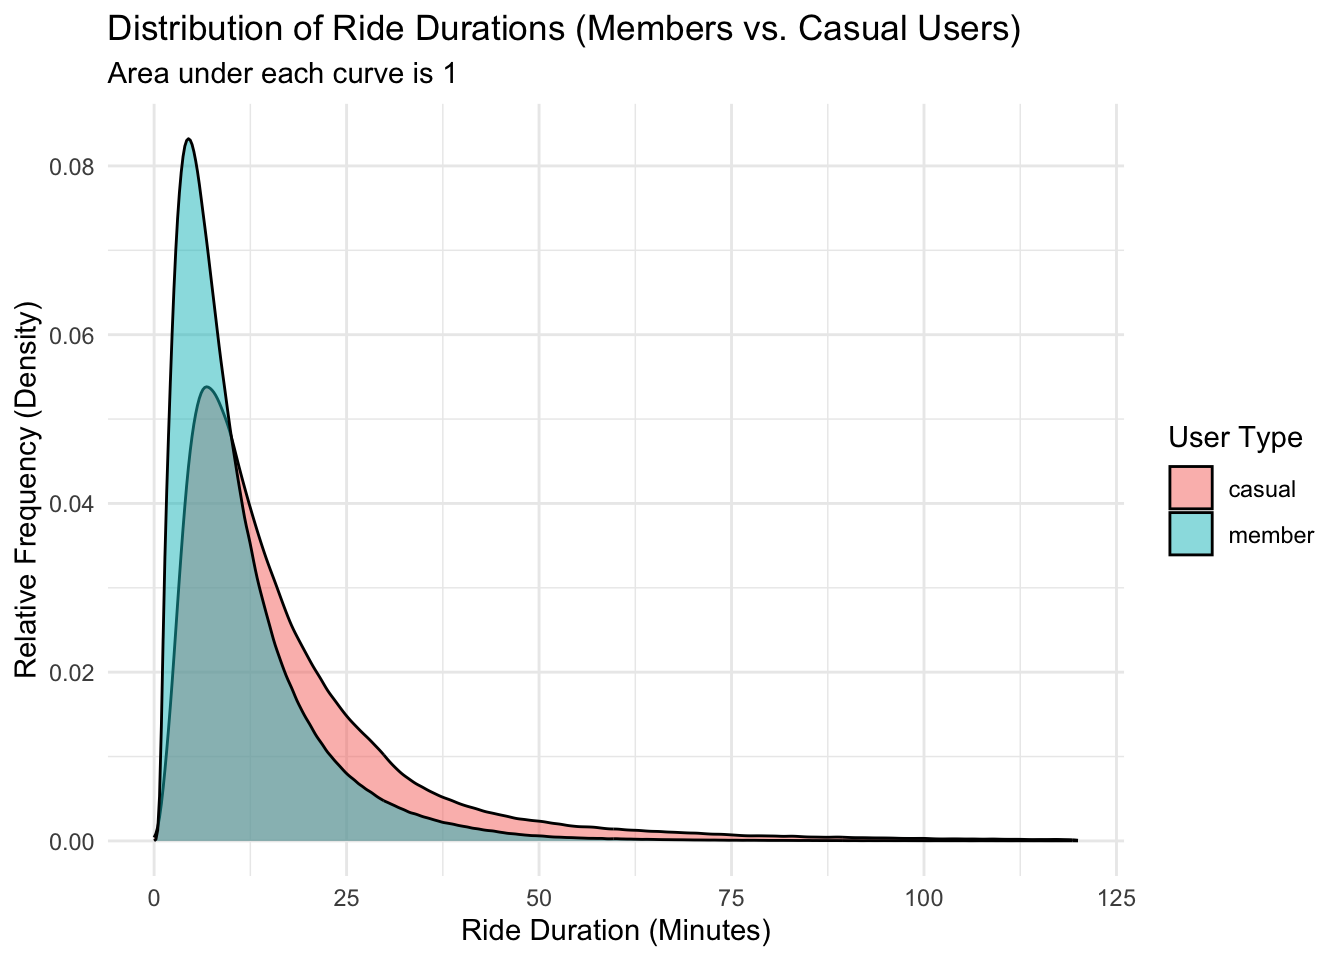 Distribution of Ride Durations (Members vs. Casual Users)
Area under each curve is 1
Relative Frequency (Density)
0.08
0.06
0.04
0.02
0.00
0 25 50 75 100 125
Ride Duration (Minutes)
User Type
casual
member